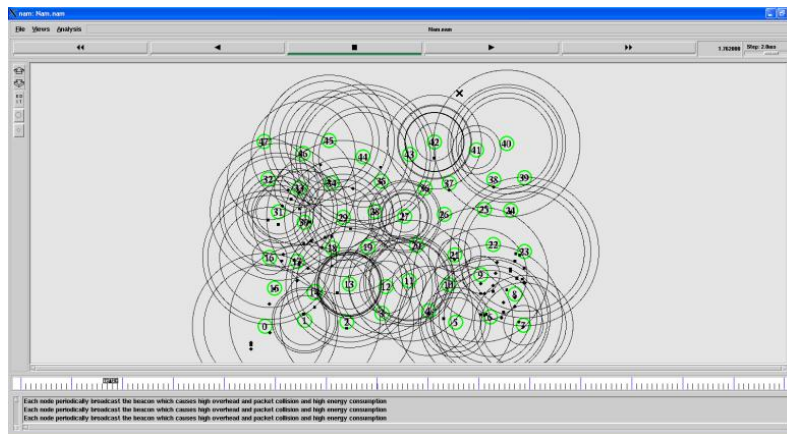 nam: Nam.nam
File Views Analysis
Nam.nam
1.762000 Step: 2.0ms
47 46 45 44 43 42 41 40
32 33 34 35 36 37 38 39
31 30 29 28 27 26 25 24
16 17 18 19 20 21 22 23
15 14 13 12 11 10 9 8
0 1 2 3 4 5 6 7
Each node periodically broadcast the beacon which causes high overhead and packet collision and high energy consumption
Each node periodically broadcast the beacon which causes high overhead and packet collision and high energy consumption
Each node periodically broadcast the beacon which causes high overhead and packet collision and high energy consumption